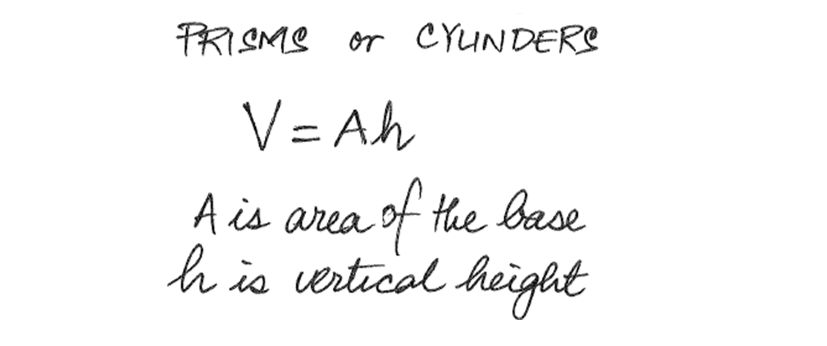 PRISMS or CYLINDERS
V = Ah
A is area of the base
h is vertical height